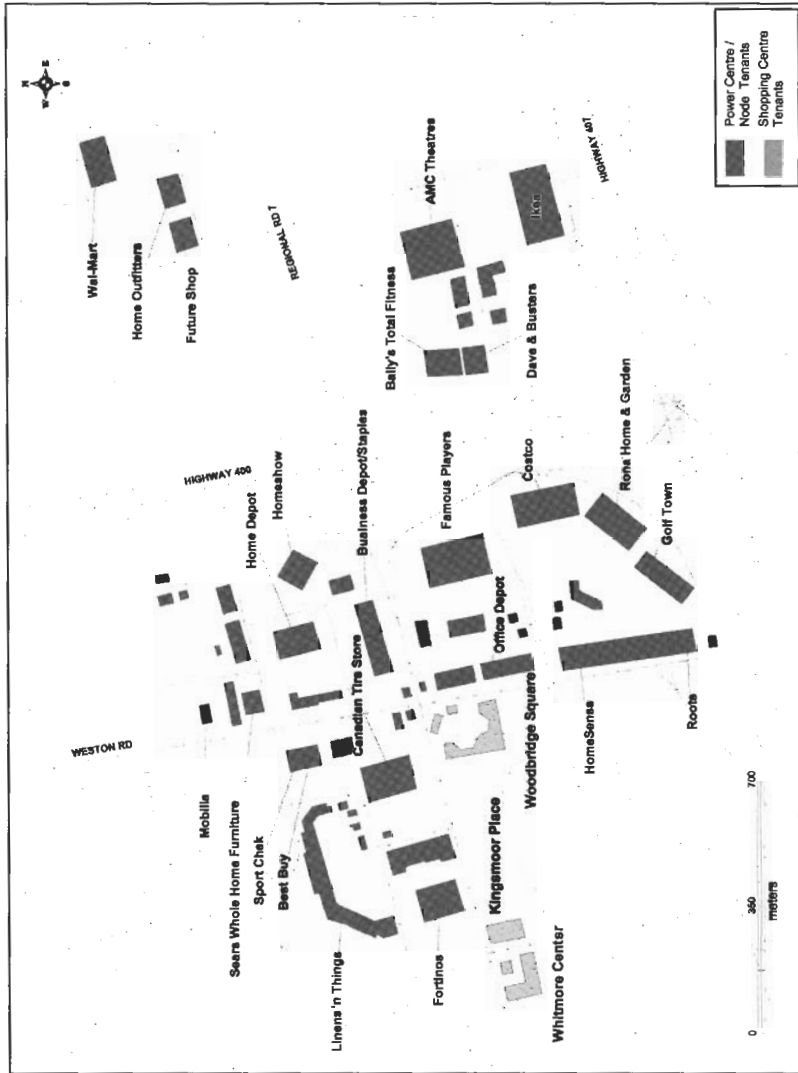 N
W
E
S
Wal-Mart
Home Outfitters
Future Shop
REGIONAL RD 7
HIGHWAY 407
AMC Theatres
Ikea
Bally's Total Fitness
Dave & Busters
HIGHWAY 400
Home Depot
Homeshow
Business Depot/Staples
Famous Players
Costco
Rona Home & Garden
Golf Town
Office Depot
WESTON RD
Mobilia
Sears Whole Home Furniture
Sport Chek
Best Buy
Canadian Tire Store
Linens 'n Things
Fortinos
Kingsmoor Place
Whitmore Center
Woodbridge Square
HomeSense
Roots
0
350
700
meters
Power Centre /
Node Tenants
Shopping Centre
Tenants